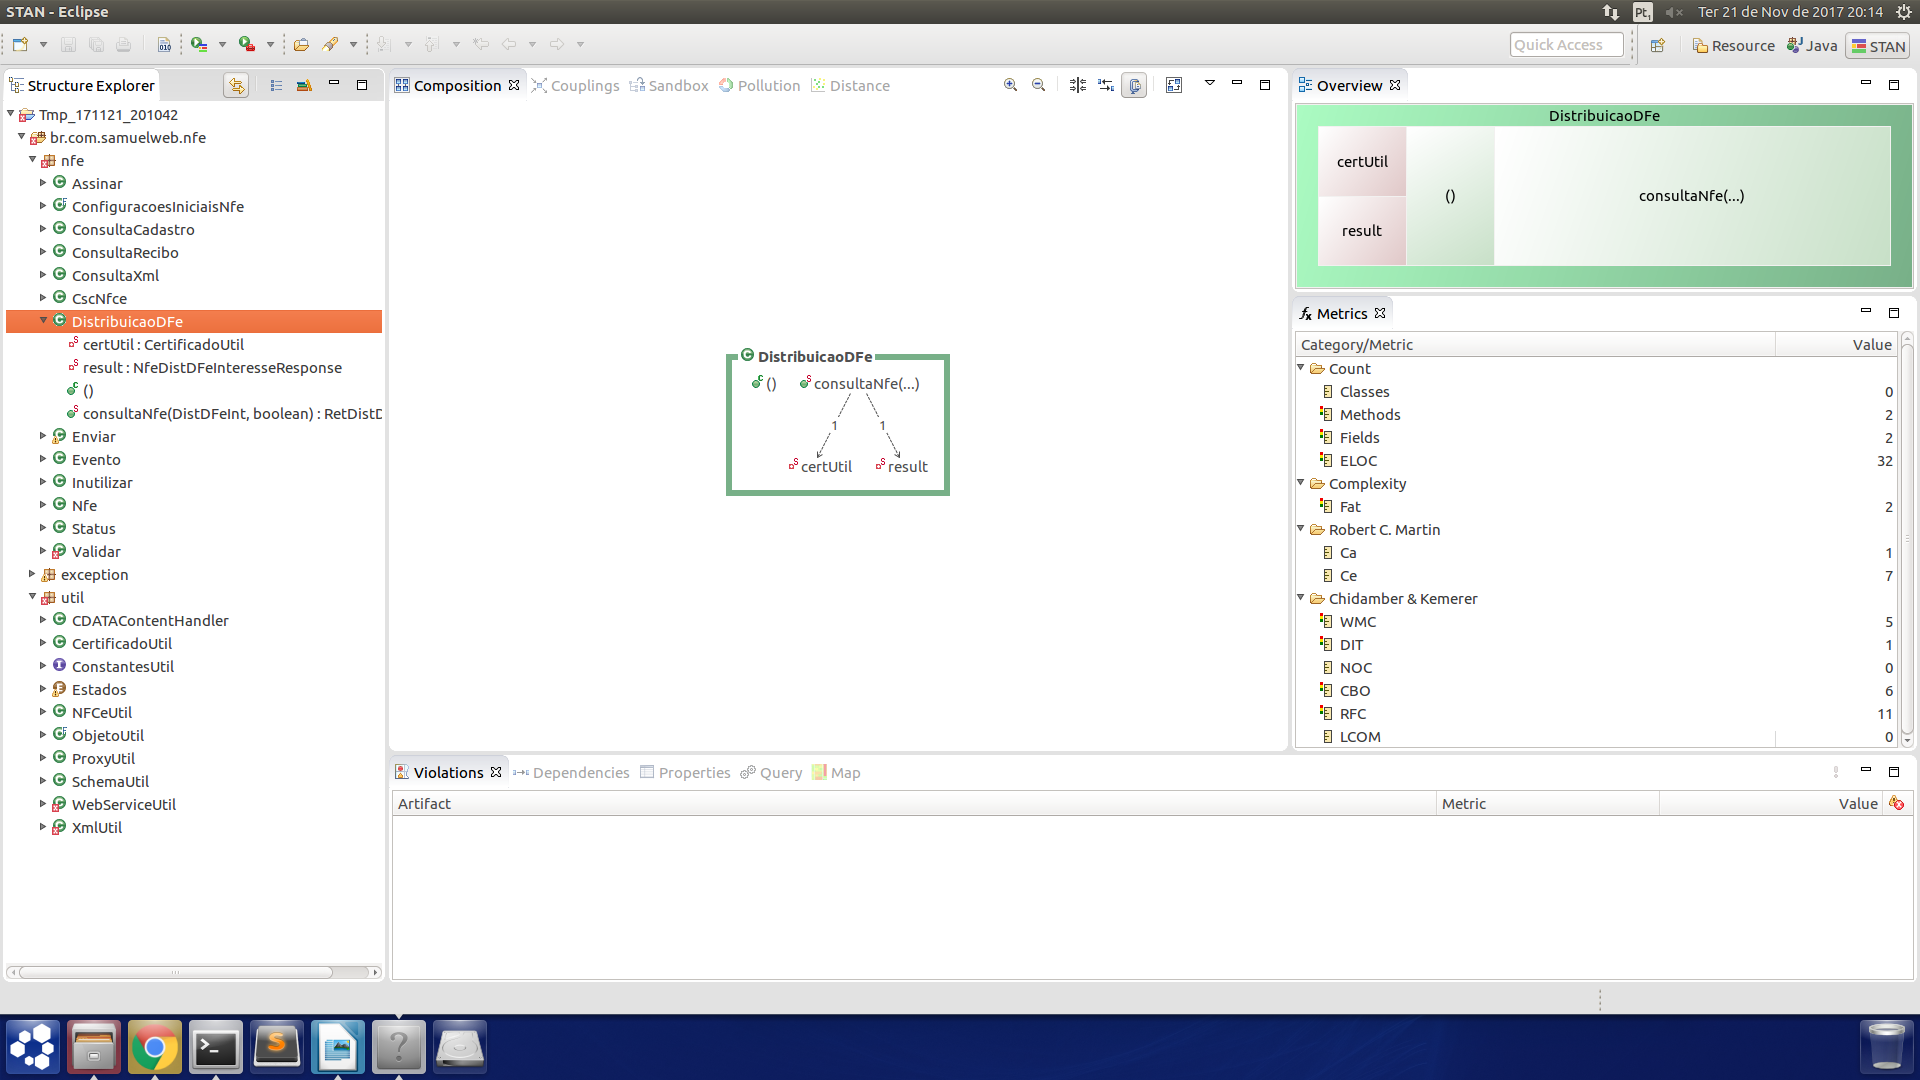 STAN - Eclipse
Pt1
Ter 21 de Nov de 2017 20:14
010
Quick Access
Resource
Java
STAN
Structure Explorer
Tmp_171121_201042
br.com.samuelweb.nfe
nfe
Assinar
ConfiguracoesIniciaisNfe
ConsultaCadastro
ConsultaRecibo
ConsultaXml
CscNfce
DistribuicaoDFe
certUtil : CertificadoUtil
result : NfeDistDFeInteresseResponse
()
consultaNfe(DistDFeInt, boolean) : RetDistD
Enviar
Evento
Inutilizar
Nfe
Status
Validar
exception
util
CDATAContentHandler
CertificadoUtil
ConstantesUtil
Estados
NFCeUtil
ObjetoUtil
ProxyUtil
SchemaUtil
WebServiceUtil
XmlUtil
Composition
Couplings
Sandbox
Pollution
Distance
DistribuicaoDFe
()
consultaNfe(...)
1
1
certUtil
result
Overview
DistribuicaoDFe
certUtil
()
consultaNfe(...)
result
Metrics
Category/Metric Value
Count
Classes 0
Methods 2
Fields 2
ELOC 32
Complexity
Fat 2
Robert C. Martin
Ca 1
Ce 7
Chidamber & Kemerer
WMC 5
DIT 1
NOC 0
CBO 6
RFC 11
LCOM 0
Violations
Dependencies
Properties
Query
Map
Artifact Metric Value